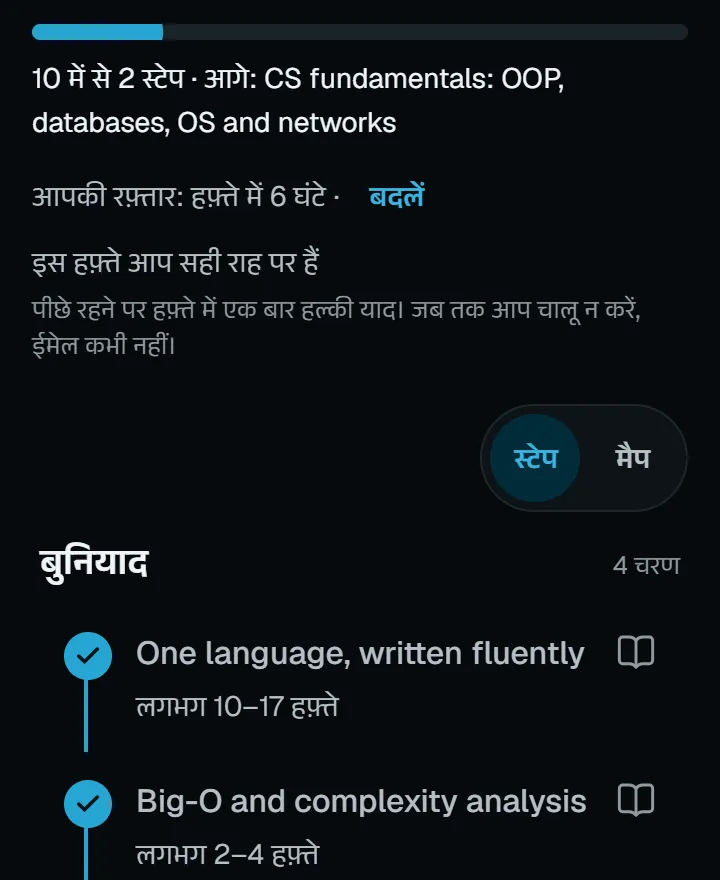 10 में से 2 स्टेप · आगे: CS fundamentals: OOP,
databases, OS and networks
आपकी रफ़्तार: हफ़्ते में 6 घंटे · बदलें
इस हफ़्ते आप सही राह पर हैं
पीछे रहने पर हफ़्ते में एक बार हल्की याद। जब तक आप चालू न करें,
ईमेल कभी नहीं।
स्टेप मैप
बुनियाद 4 चरण
One language, written fluently
लगभग 10–17 हफ़्ते
Big-O and complexity analysis
लगभग 2–4 हफ़्ते